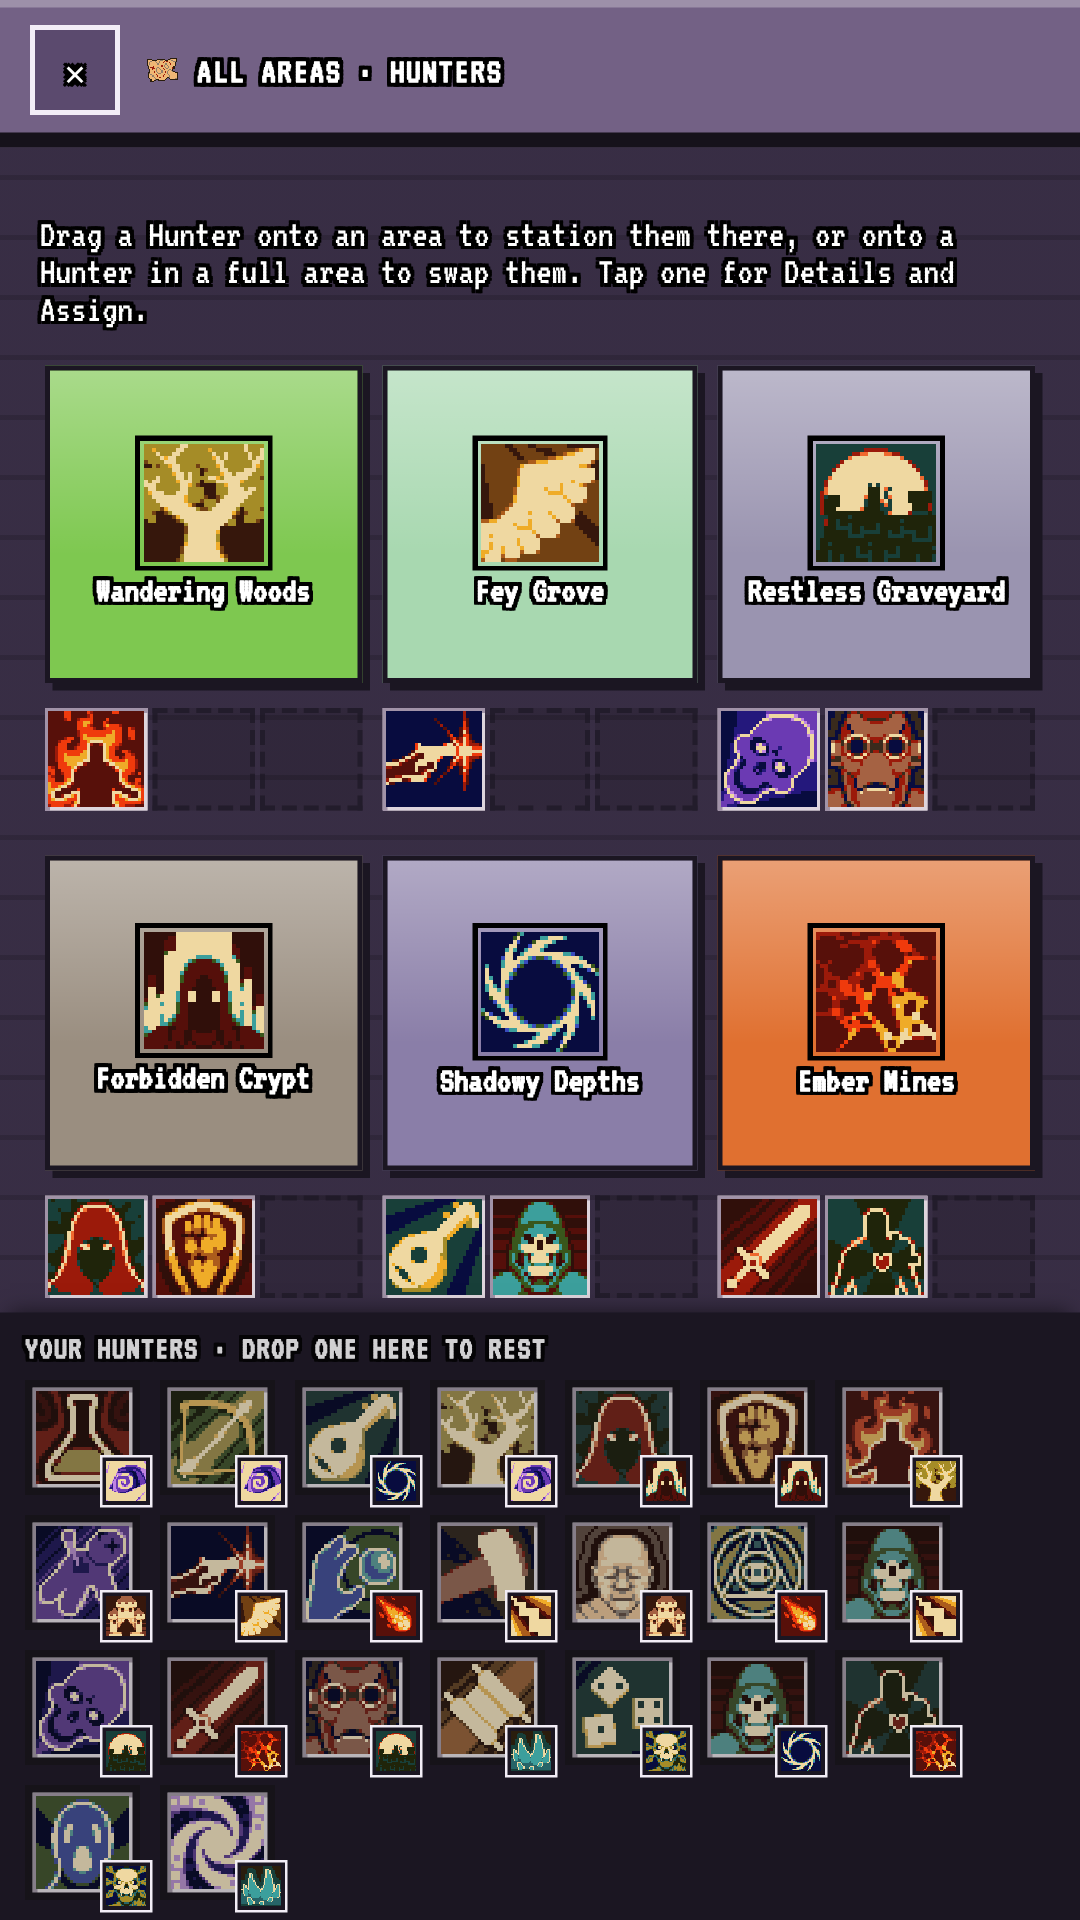 ×
ALL AREAS · HUNTERS
Drag a Hunter onto an area to station them there, or onto a
Hunter in a full area to swap them. Tap one for Details and
Assign.
Wandering Woods
Fey Grove
Restless Graveyard
Forbidden Crypt
Shadowy Depths
Ember Mines
YOUR HUNTERS · DROP ONE HERE TO REST